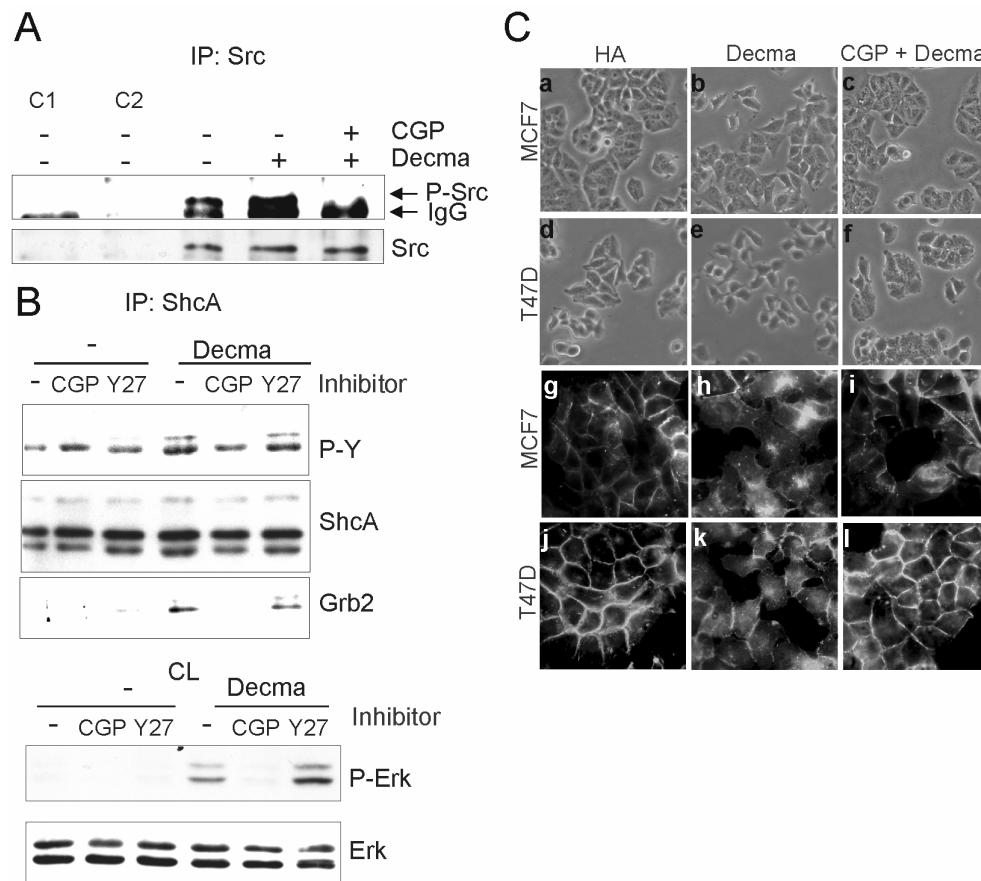 A
IP: Src
C1 C2
- - - - + CGP
- - - + + Decma
P-Src
IgG
Src
B
IP: ShcA
- Decma
- CGP Y27 - CGP Y27 Inhibitor
P-Y
ShcA
Grb2
CL
- Decma
- CGP Y27 - CGP Y27 Inhibitor
P-Erk
Erk
C
HA Decma CGP + Decma
MCF7
a b c
T47D
d e f
MCF7
g h i
T47D
j k l